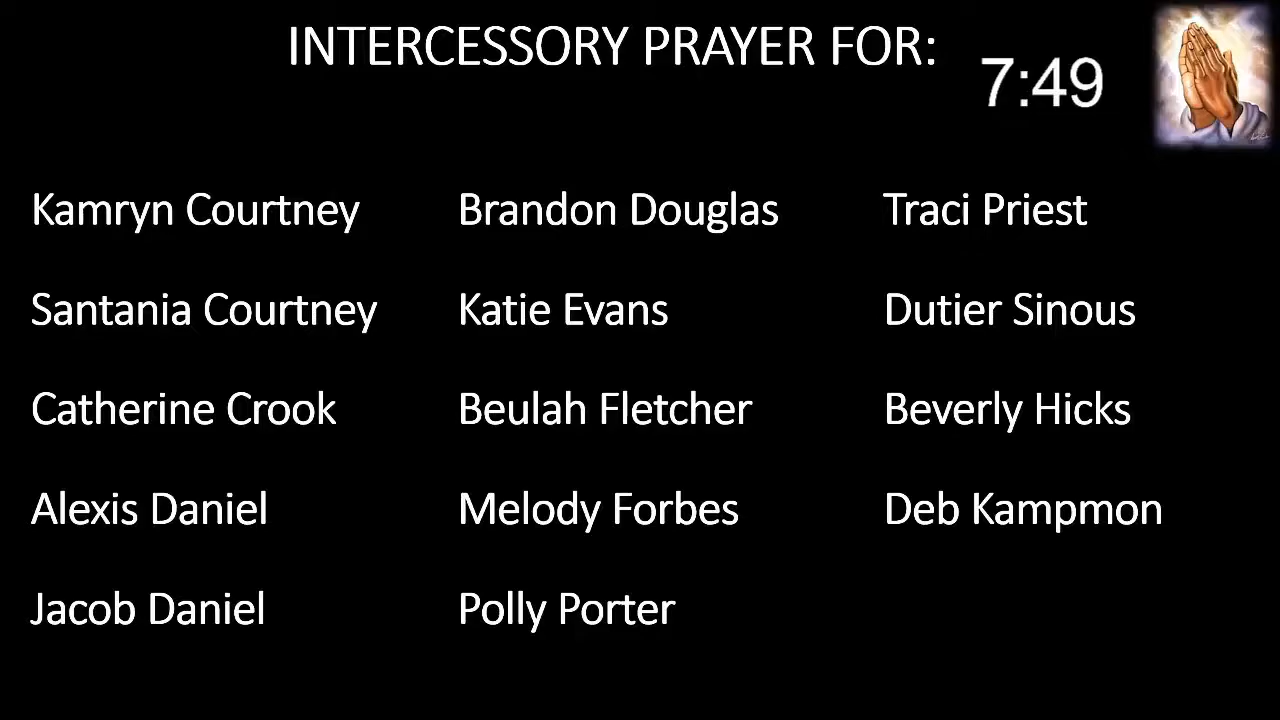 INTERCESSORY PRAYER FOR:
7:49
Kamryn Courtney
Santania Courtney
Catherine Crook
Alexis Daniel
Jacob Daniel
Brandon Douglas
Katie Evans
Beulah Fletcher
Melody Forbes
Polly Porter
Traci Priest
Dutier Sinous
Beverly Hicks
Deb Kampmon